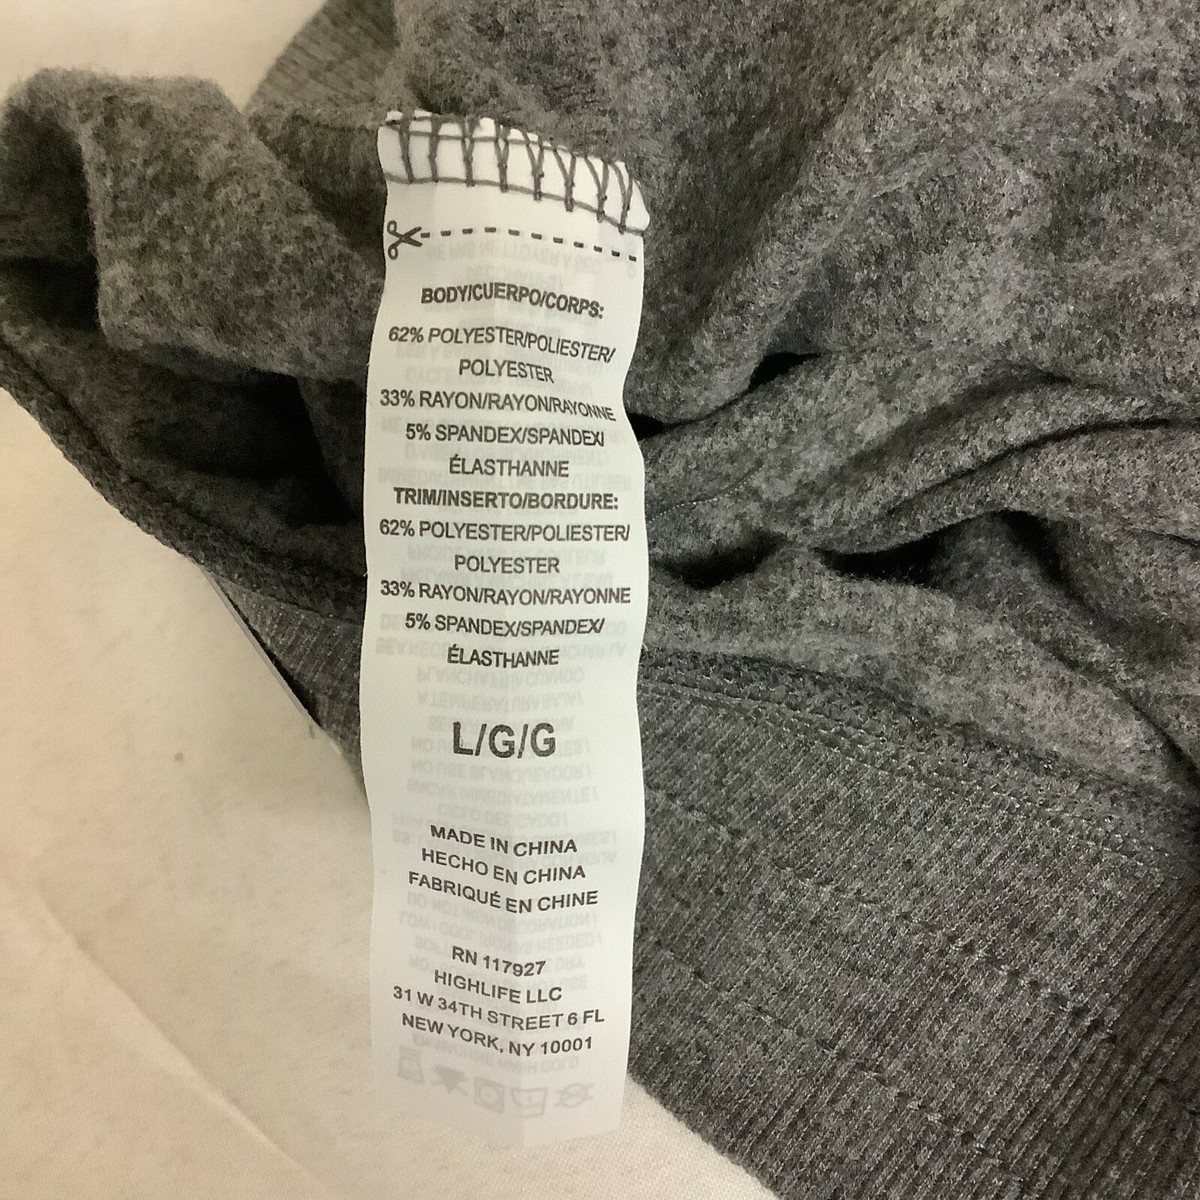 BODY/CUERPO/CORPS:
62% POLYESTER/POLIESTER/
POLYESTER
33% RAYON/RAYON/RAYONNE
5% SPANDEX/SPANDEX/
ÉLASTHANNE
TRIM/INSERTO/BORDURE:
62% POLYESTER/POLIESTER/
POLYESTER
33% RAYON/RAYON/RAYONNE
5% SPANDEX/SPANDEX/
ÉLASTHANNE
L/G/G
MADE IN CHINA
HECHO EN CHINA
FABRIQUÉ EN CHINE
RN 117927
HIGHLIFE LLC
31 W 34TH STREET 6 FL
NEW YORK, NY 10001